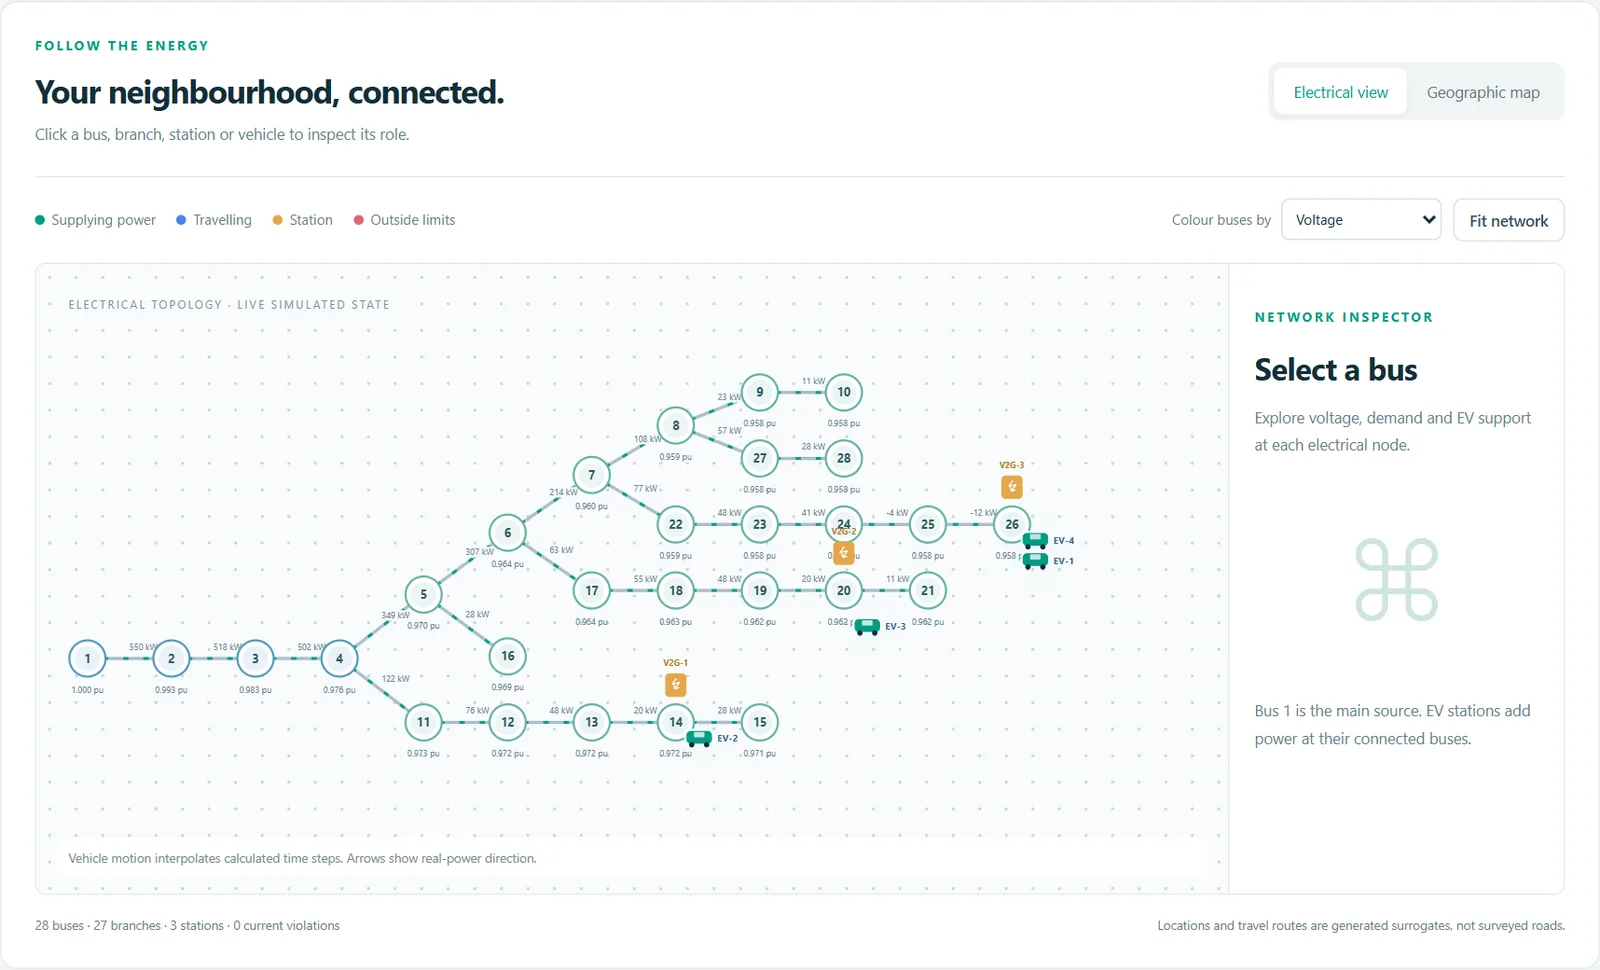 FOLLOW THE ENERGY
Your neighbourhood, connected.
Click a bus, branch, station or vehicle to inspect its role.
Electrical view
Geographic map
Supplying power
Travelling
Station
Outside limits
Colour buses by
Voltage
Fit network
ELECTRICAL TOPOLOGY · LIVE SIMULATED STATE
9
11 kW
10
23 kW
0.958 pu
0.958 pu
8
57 kW
0.959 pu
108 kW
27
28 kW
28
0.958 pu
0.958 pu
7
77 kW
214 kW
0.960 pu
V2G-3
22
48 kW
23
41 kW
24
-4 kW
25
-12 kW
26
V2G-2
0.959 pu
0.958 pu
0.958 pu
0.958
EV-4
EV-1
6
63 kW
307 kW
0.964 pu
17
55 kW
18
48 kW
19
20 kW
20
11 kW
21
0.964 pu
0.963 pu
0.962 pu
0.962
0.962 pu
EV-3
5
28 kW
349 kW
0.970 pu
16
0.969 pu
1
550 kW
2
518 kW
3
502 kW
4
1.000 pu
0.993 pu
0.983 pu
0.976 pu
122 kW
V2G-1
11
76 kW
12
48 kW
13
20 kW
14
28 kW
15
EV-2
0.973 pu
0.972 pu
0.972 pu
0.972 pu
0.971 pu
Vehicle motion interpolates calculated time steps. Arrows show real-power direction.
NETWORK INSPECTOR
Select a bus
Explore voltage, demand and EV support
at each electrical node.
Bus 1 is the main source. EV stations add
power at their connected buses.
28 buses · 27 branches · 3 stations · 0 current violations
Locations and travel routes are generated surrogates, not surveyed roads.